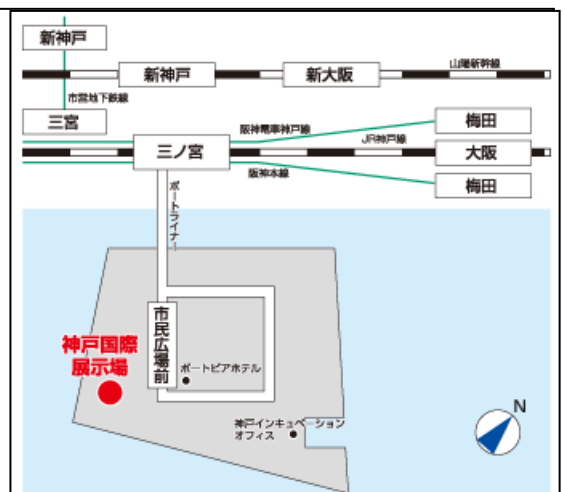 新神戸
山陽新幹線
新神戸
新大阪
市営地下鉄線
三宮
阪神電車神戸線
梅田
三ノ宮
JR神戸線
大阪
阪神本線
梅田
ポートライナー
市民広場前
神戸国際
展示場
ポートピアホテル
神戸インキュベーション
オフィス
N